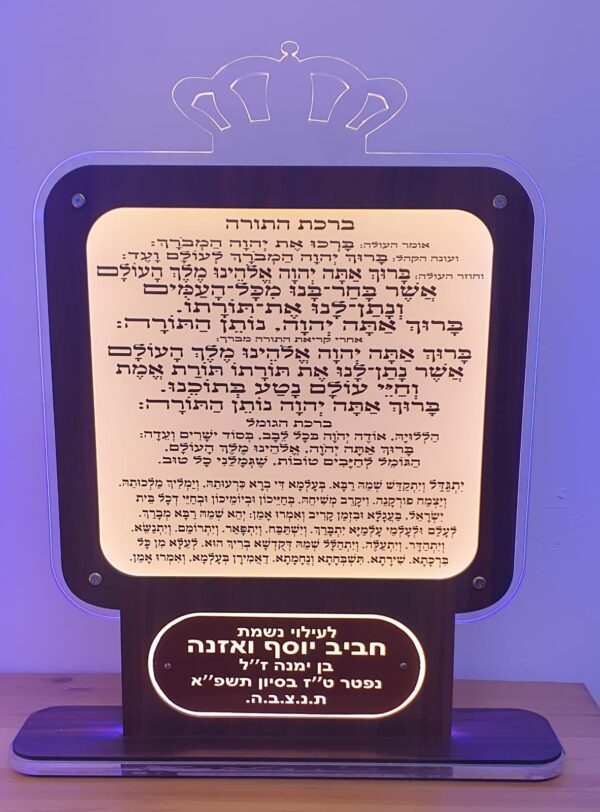 ברכת התורה
אומר העולה: בָּרְכוּ אֶת יְהוָה הַמְבֹרָךְ:
ועונה הקהל: בָּרוּךְ יְהוָה הַמְבֹרָךְ לְעוֹלָם וָעֶד:
וחוזר העולה: בָּרוּךְ אַתָּה יְהוָה אֱלֹהֵינוּ מֶלֶךְ הָעוֹלָם
אֲשֶׁר בָּחַר-בָּנוּ מִכָּל-הָעַמִּים
וְנָתַן-לָנוּ אֶת-תּוֹרָתוֹ.
בָּרוּךְ אַתָּה יְהוָה, נוֹתֵן הַתּוֹרָה:
אחרי קריאת התורה מברך:
בָּרוּךְ אַתָּה יְהוָה אֱלֹהֵינוּ מֶלֶךְ הָעוֹלָם
אֲשֶׁר נָתַן-לָנוּ אֶת תּוֹרָתוֹ תּוֹרַת אֱמֶת
וְחַיֵּי עוֹלָם נָטַע בְּתוֹכֵנוּ.
בָּרוּךְ אַתָּה יְהוָה נוֹתֵן הַתּוֹרָה:
ברכת הגומל
הַלְלוּיָהּ, אוֹדֶה יְהוָה בְּכָל לֵבָב, בְּסוֹד יְשָׁרִים וְעֵדָה:
בָּרוּךְ אַתָּה יְהוָה, אֱלֹהֵינוּ מֶלֶךְ הָעוֹלָם,
הַגּוֹמֵל לְחַיָּבִים טוֹבוֹת, שֶׁגְּמָלַנִי כָּל טוּב.
יִתְגַּדַּל וְיִתְקַדַּשׁ שְׁמֵהּ רַבָּא. בְּעָלְמָא דִּי בְרָא כִרְעוּתֵהּ. וְיַמְלִיךְ מַלְכוּתֵהּ.
וְיַצְמַח פּוּרְקָנֵהּ. וִיקָרֵב מְשִׁיחֵהּ. בְּחַיֵּיכוֹן וּבְיוֹמֵיכוֹן וּבְחַיֵּי דְכָל בֵּית
יִשְׂרָאֵל. בַּעֲגָלָא וּבִזְמַן קָרִיב וְאִמְרוּ אָמֵן: יְהֵא שְׁמֵהּ רַבָּא מְבָרַךְ.
לְעָלַם וּלְעָלְמֵי עָלְמַיָּא יִתְבָּרַךְ. וְיִשְׁתַּבַּח. וְיִתְפָּאַר. וְיִתְרוֹמַם. וְיִתְנַשֵּׂא.
וְיִתְהַדָּר. וְיִתְעַלֶּה. וְיִתְהַלָּל שְׁמֵהּ דְּקֻדְשָׁא בְּרִיךְ הוּא. לְעֵלָּא מִן כָּל
בִּרְכָתָא. שִׁירָתָא. תֻּשְׁבְּחָתָא וְנֶחָמָתָא. דַּאֲמִירָן בְּעָלְמָא. וְאִמְרוּ אָמֵן.
לעילוי נשמת
חביב יוסף ואזנה
בן ימנה ז״ל
נפטר ט״ז בסיון תשפ״א
ת.נ.צ.ב.ה.